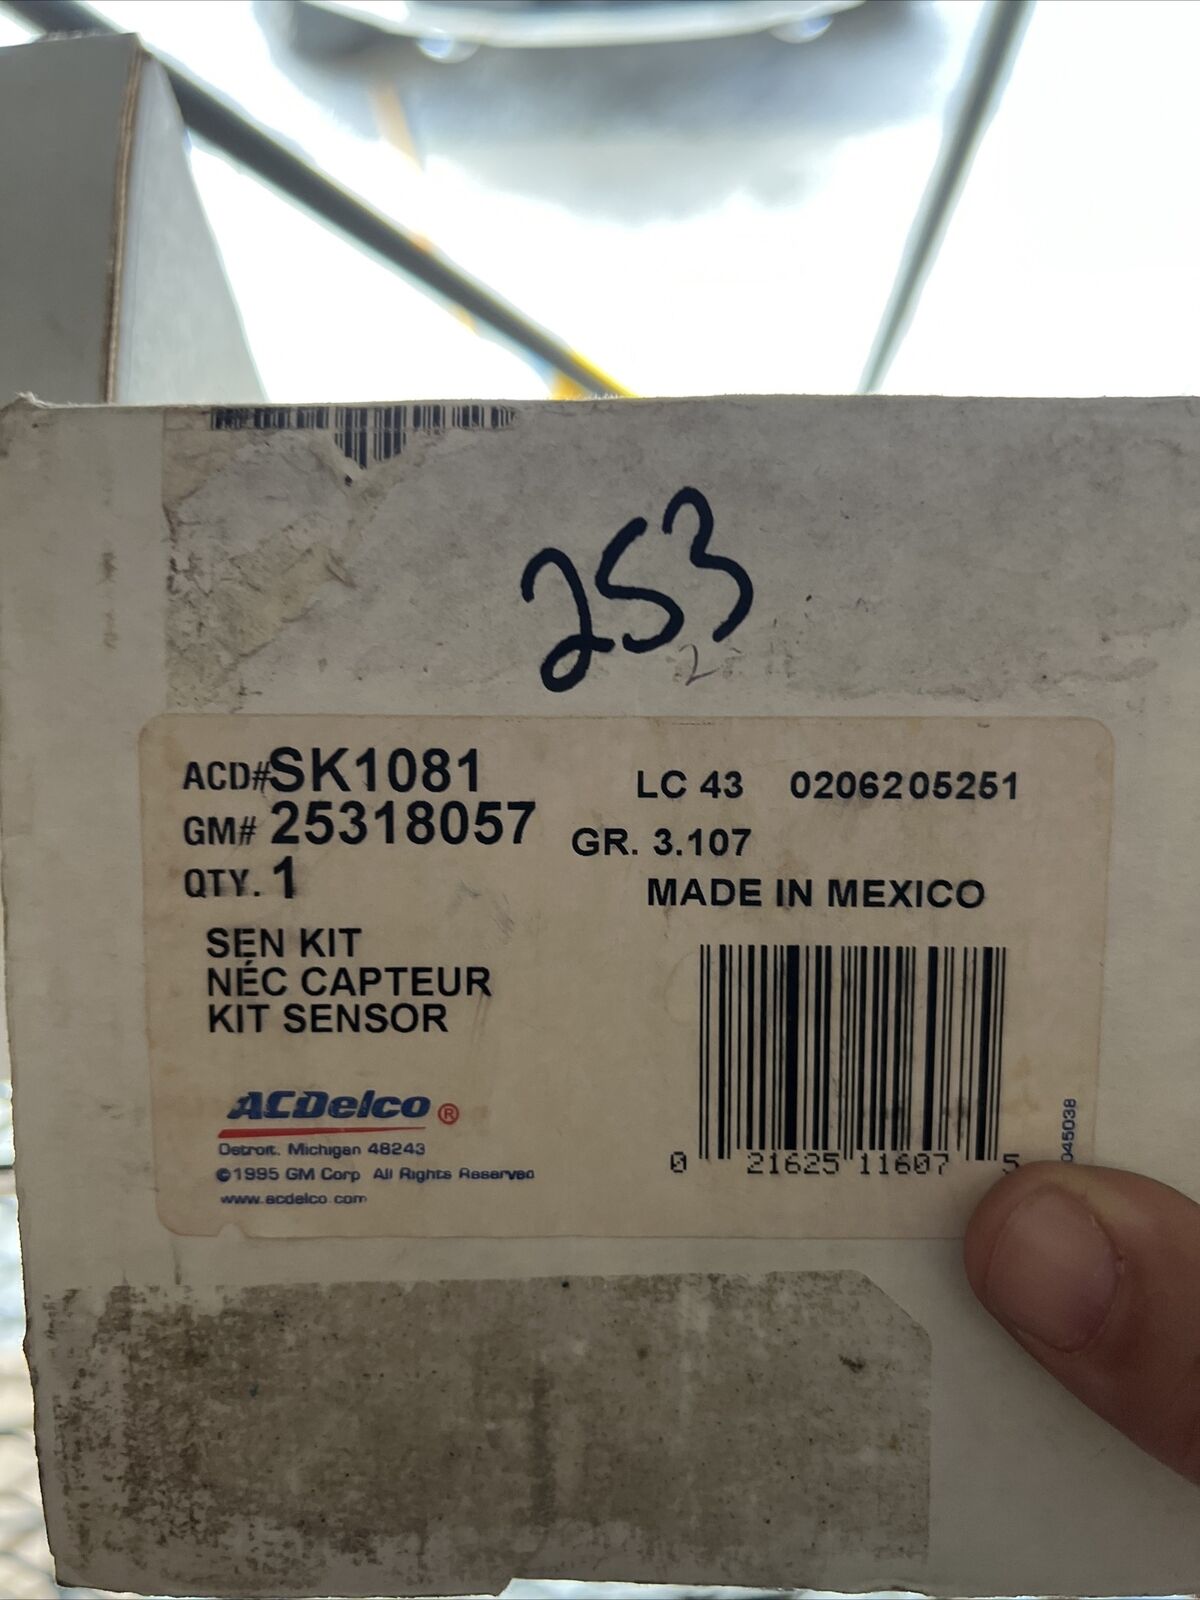 253
2
ACD#SK1081
LC 43 0206205251
GM# 25318057
GR. 3.107
QTY. 1
MADE IN MEXICO
SEN KIT
NÉC CAPTEUR
KIT SENSOR
ACDelco®
Detroit, Michigan 48243
©1995 GM Corp All Rights Reserved
www.acdelco.com
0 21625 11607 5
045038